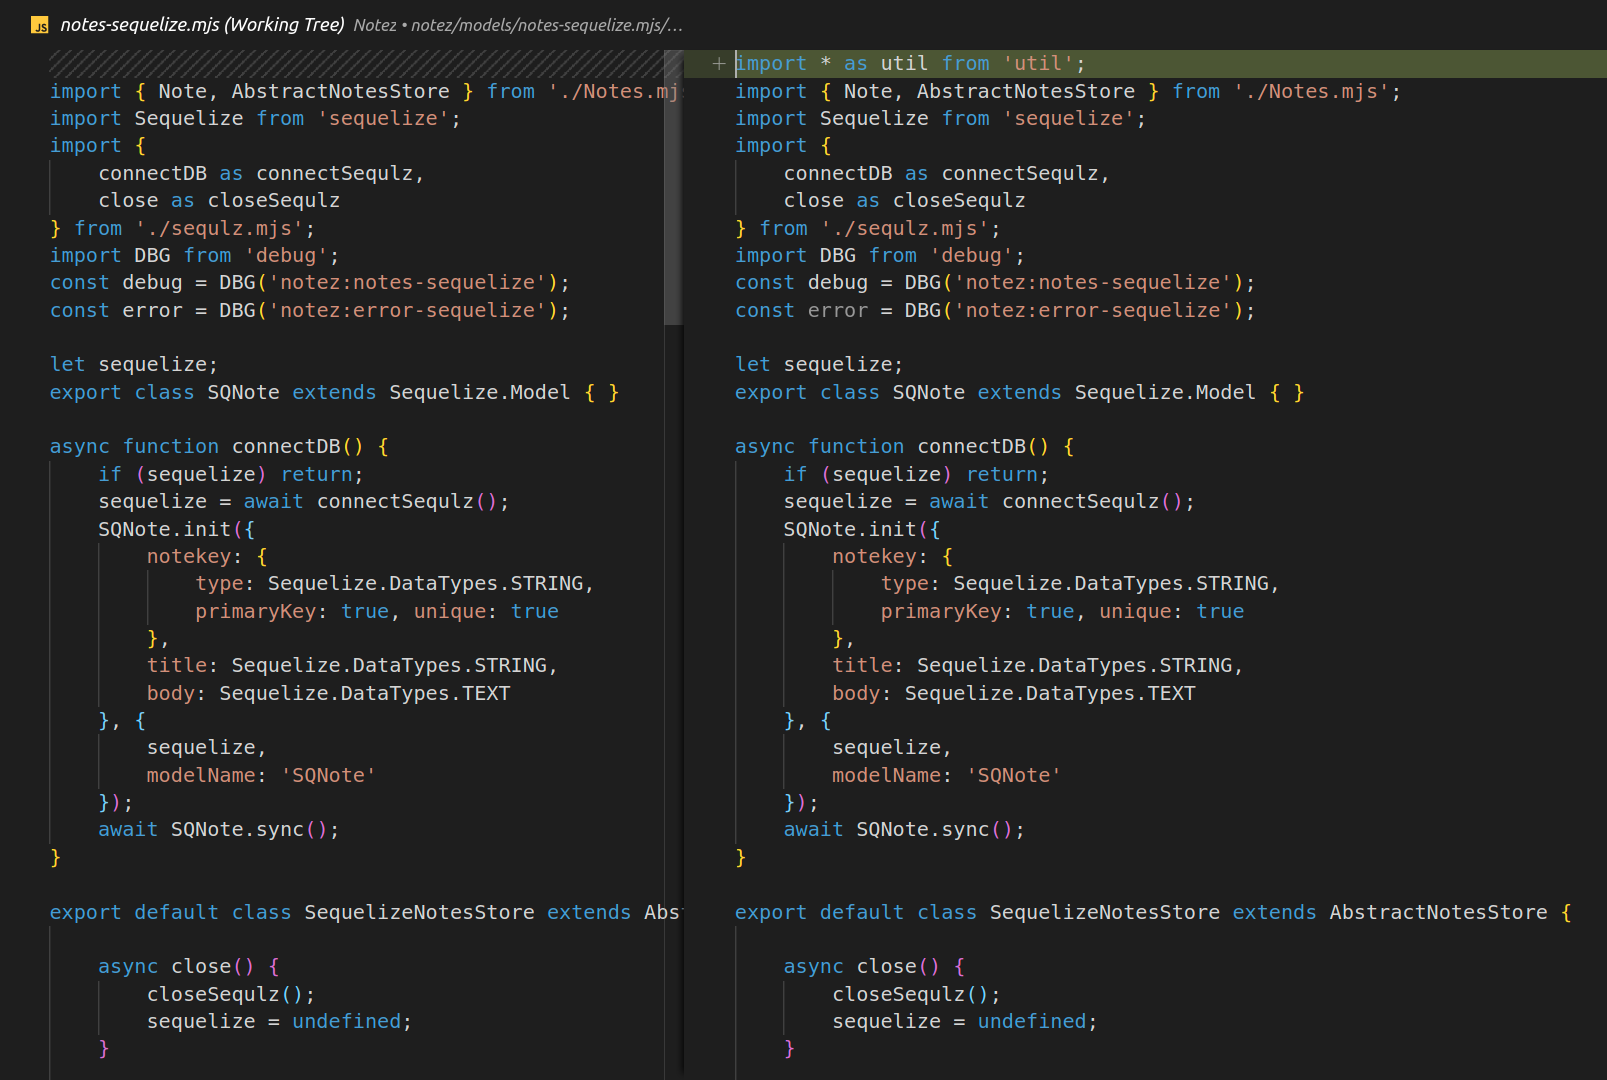 JS notes-sequelize.mjs (Working Tree) Notez • notez/models/notes-sequelize.mjs/...
import { Note, AbstractNotesStore } from './Notes.mj
import Sequelize from 'sequelize';
import {
    connectDB as connectSequlz,
    close as closeSequlz
} from './sequlz.mjs';
import DBG from 'debug';
const debug = DBG('notez:notes-sequelize');
const error = DBG('notez:error-sequelize');

let sequelize;
export class SQNote extends Sequelize.Model { }

async function connectDB() {
    if (sequelize) return;
    sequelize = await connectSequlz();
    SQNote.init({
        notekey: {
            type: Sequelize.DataTypes.STRING,
            primaryKey: true, unique: true
        },
        title: Sequelize.DataTypes.STRING,
        body: Sequelize.DataTypes.TEXT
    }, {
        sequelize,
        modelName: 'SQNote'
    });
    await SQNote.sync();
}

export default class SequelizeNotesStore extends Abs

    async close() {
        closeSequlz();
        sequelize = undefined;
    }
+ import * as util from 'util';
import { Note, AbstractNotesStore } from './Notes.mjs';
import Sequelize from 'sequelize';
import {
    connectDB as connectSequlz,
    close as closeSequlz
} from './sequlz.mjs';
import DBG from 'debug';
const debug = DBG('notez:notes-sequelize');
const error = DBG('notez:error-sequelize');

let sequelize;
export class SQNote extends Sequelize.Model { }

async function connectDB() {
    if (sequelize) return;
    sequelize = await connectSequlz();
    SQNote.init({
        notekey: {
            type: Sequelize.DataTypes.STRING,
            primaryKey: true, unique: true
        },
        title: Sequelize.DataTypes.STRING,
        body: Sequelize.DataTypes.TEXT
    }, {
        sequelize,
        modelName: 'SQNote'
    });
    await SQNote.sync();
}

export default class SequelizeNotesStore extends AbstractNotesStore {

    async close() {
        closeSequlz();
        sequelize = undefined;
    }